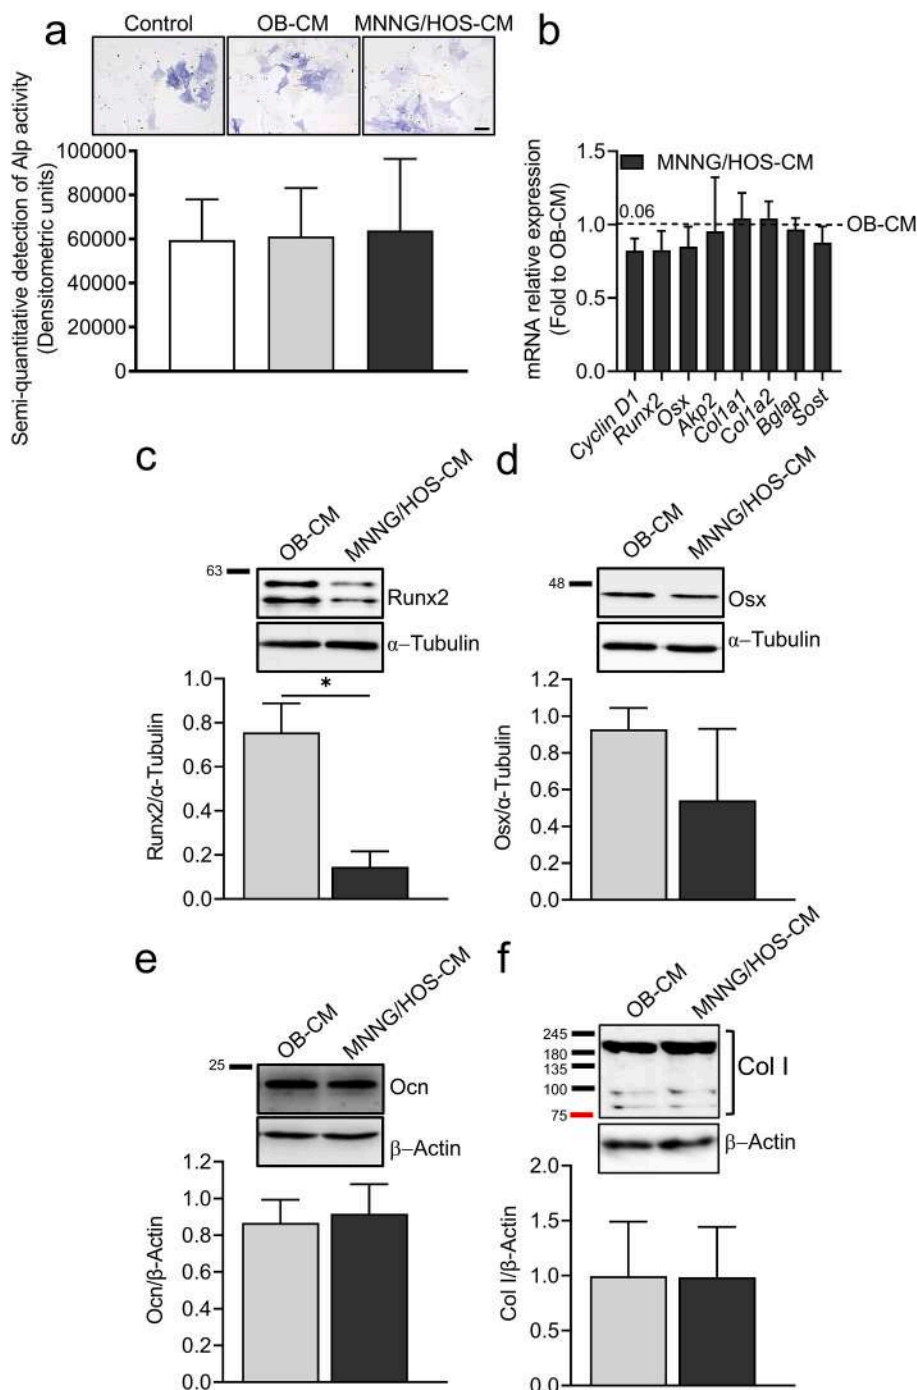 a
Control
OB-CM
MNNG/HOS-CM
Semi-quantitative detection of Alp activity
(Densitometric units)
100000
80000
60000
40000
20000
0
b
mRNA relative expression
(Fold to OB-CM)
1.5
1.0
0.5
0.0
MNNG/HOS-CM
0.06
OB-CM
Cyclin D1
Runx2
Osx
Akp2
Col1a1
Col1a2
Bglap
Sost
c
OB-CM
MNNG/HOS-CM
63
Runx2
α-Tubulin
*
Runx2/α-Tubulin
1.0
0.8
0.6
0.4
0.2
0.0
d
OB-CM
MNNG/HOS-CM
48
Osx
α-Tubulin
Osx/α-Tubulin
1.2
1.0
0.8
0.6
0.4
0.2
0.0
e
OB-CM
MNNG/HOS-CM
25
Ocn
β-Actin
Ocn/β-Actin
1.2
1.0
0.8
0.6
0.4
0.2
0.0
f
OB-CM
MNNG/HOS-CM
245
180
135
100
75
Col I
β-Actin
Col I/β-Actin
2.0
1.5
1.0
0.5
0.0